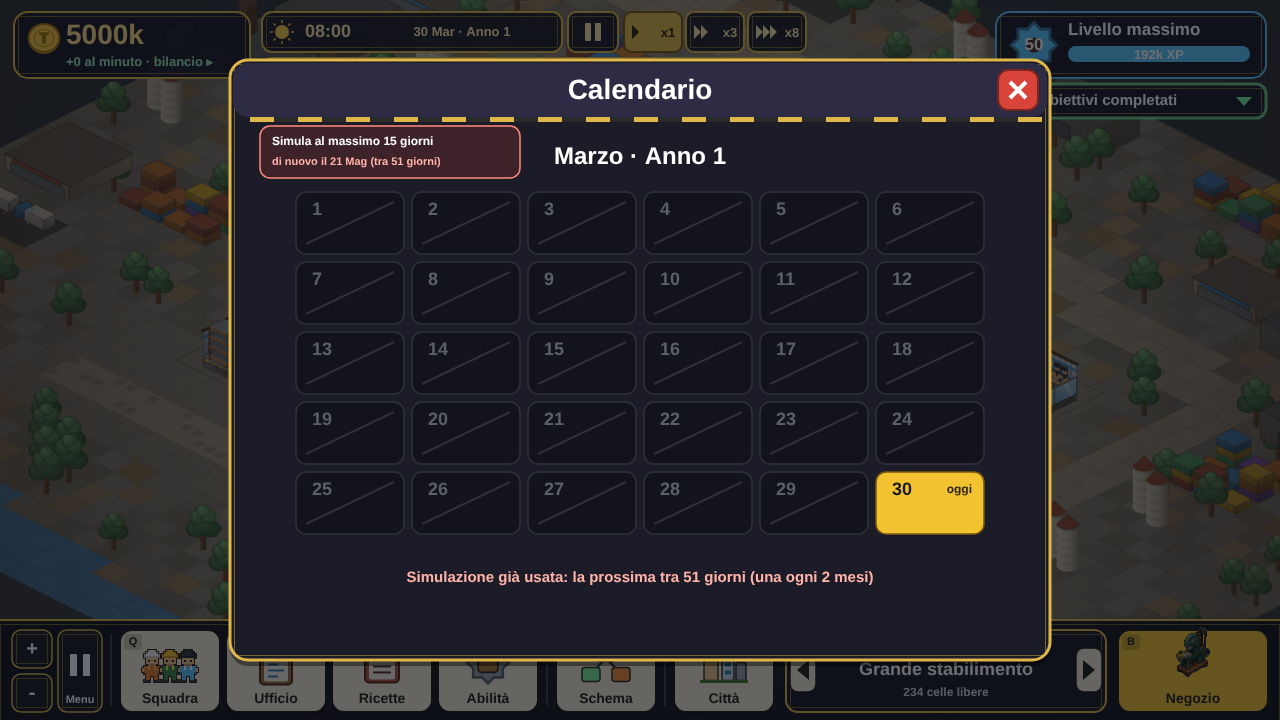 5000k
+0 al minuto · bilancio ▸
08:00
30 Mar · Anno 1
x1
x3
x8
50
Livello massimo
192k XP
biettivi completati
Calendario
Simula al massimo 15 giorni
di nuovo il 21 Mag (tra 51 giorni)
Marzo · Anno 1
1 2 3 4 5 6
7 8 9 10 11 12
13 14 15 16 17 18
19 20 21 22 23 24
25 26 27 28 29 30 oggi
Simulazione già usata: la prossima tra 51 giorni (una ogni 2 mesi)
+
-
Menu
Q
Squadra
Ufficio
Ricette
Abilità
Schema
Città
Grande stabilimento
234 celle libere
B
Negozio